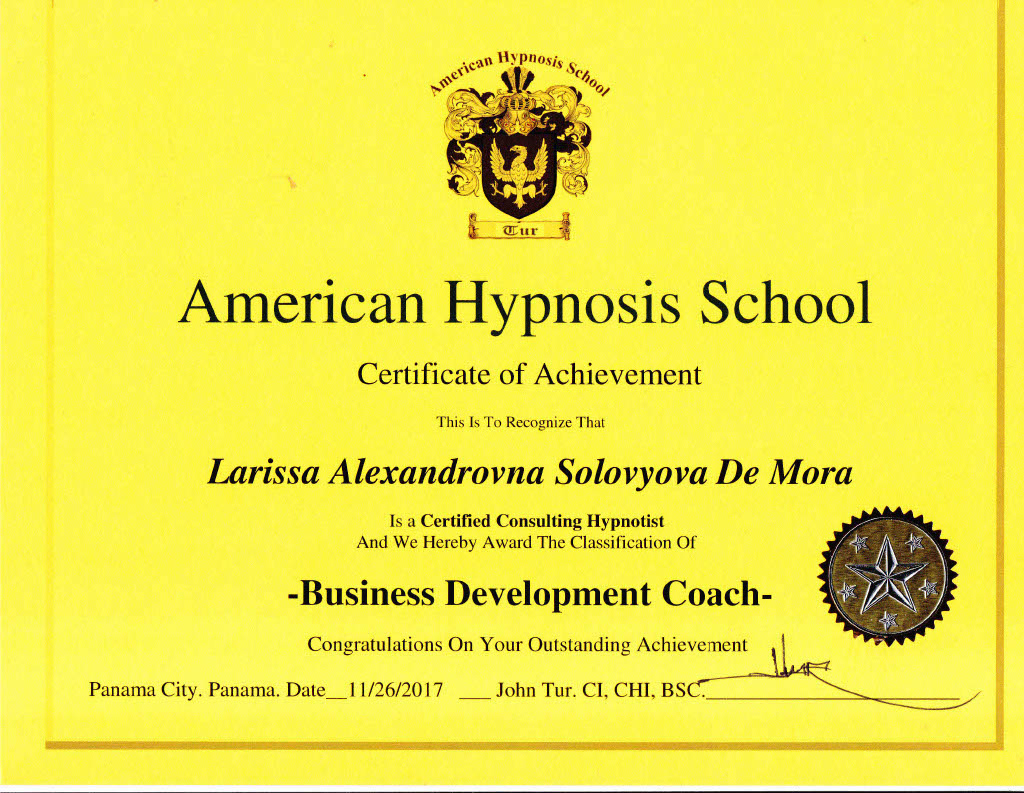 American Hypnosis School
Tur
American Hypnosis School
Certificate of Achievement
This Is To Recognize That
Larissa Alexandrovna Solovyova De Mora
Is a Certified Consulting Hypnotist
And We Hereby Award The Classification Of
-Business Development Coach-
Congratulations On Your Outstanding Achievement
Panama City. Panama. Date__11/26/2017 ___ John Tur. CI, CHI, BSC.____________________